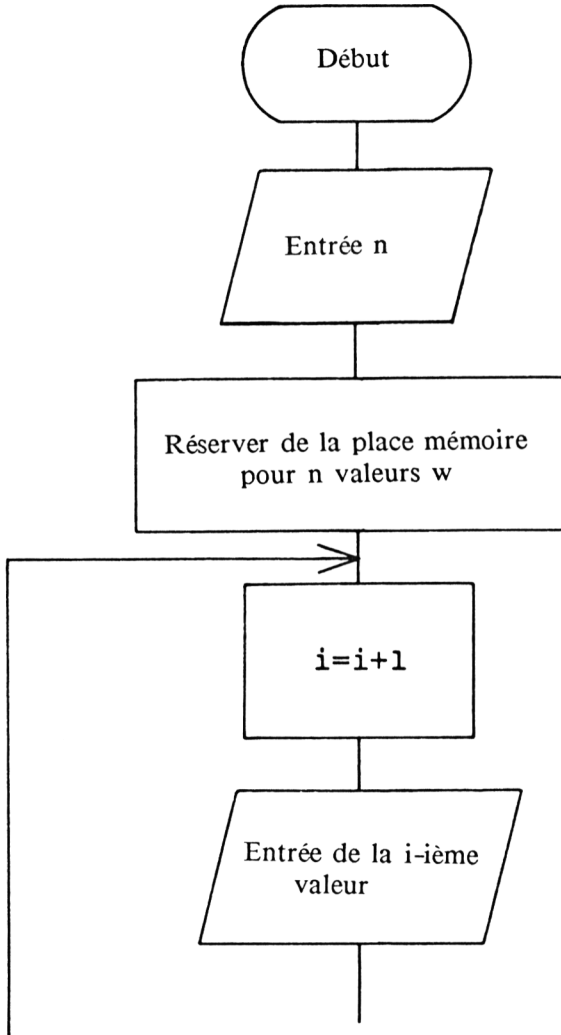 Début
Entrée n
Réserver de la place mémoire
pour n valeurs w
i=i+1
Entrée de la i-ième
valeur